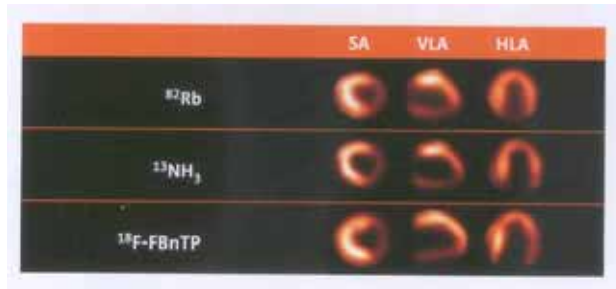 SA VLA HLA
⁸²Rb
¹³NH₃
¹⁸F-FBnTP